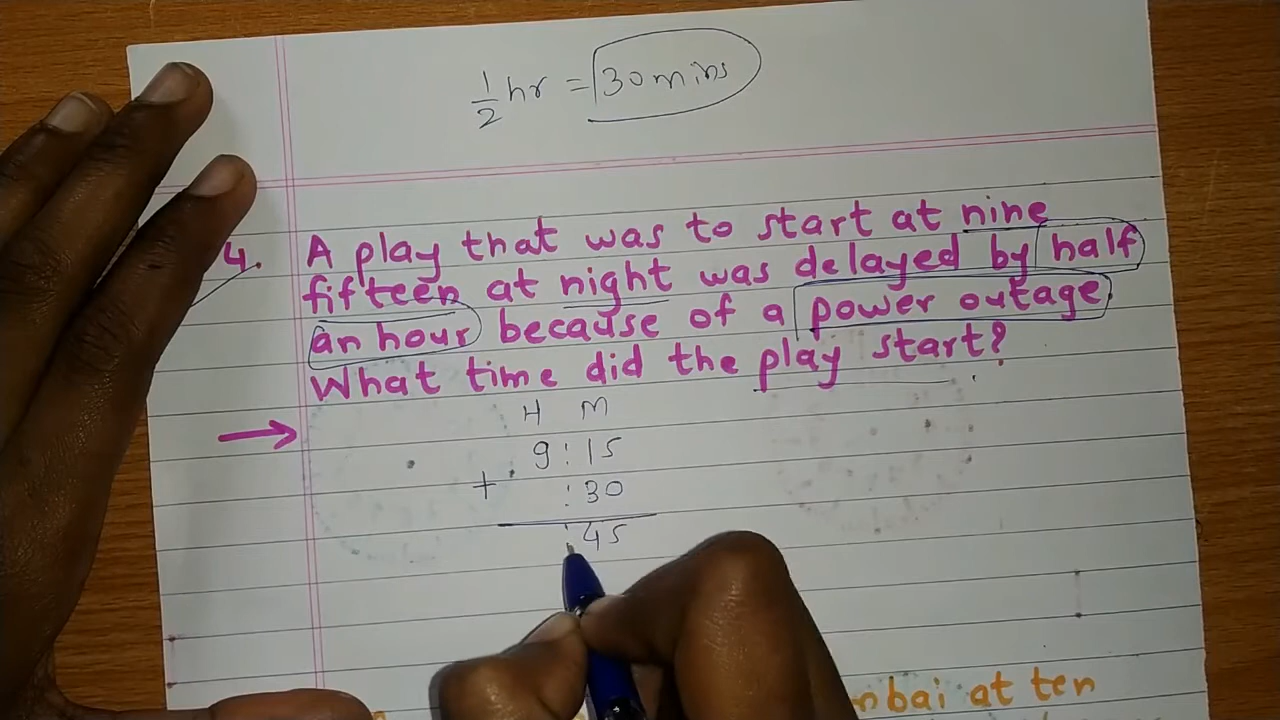 1/2 hr = 30 mins
4. A play that was to start at nine
fifteen at night was delayed by half
an hour because of a power outage
What time did the play start?
H M
9:15
+ :30
:45
mbai at ten